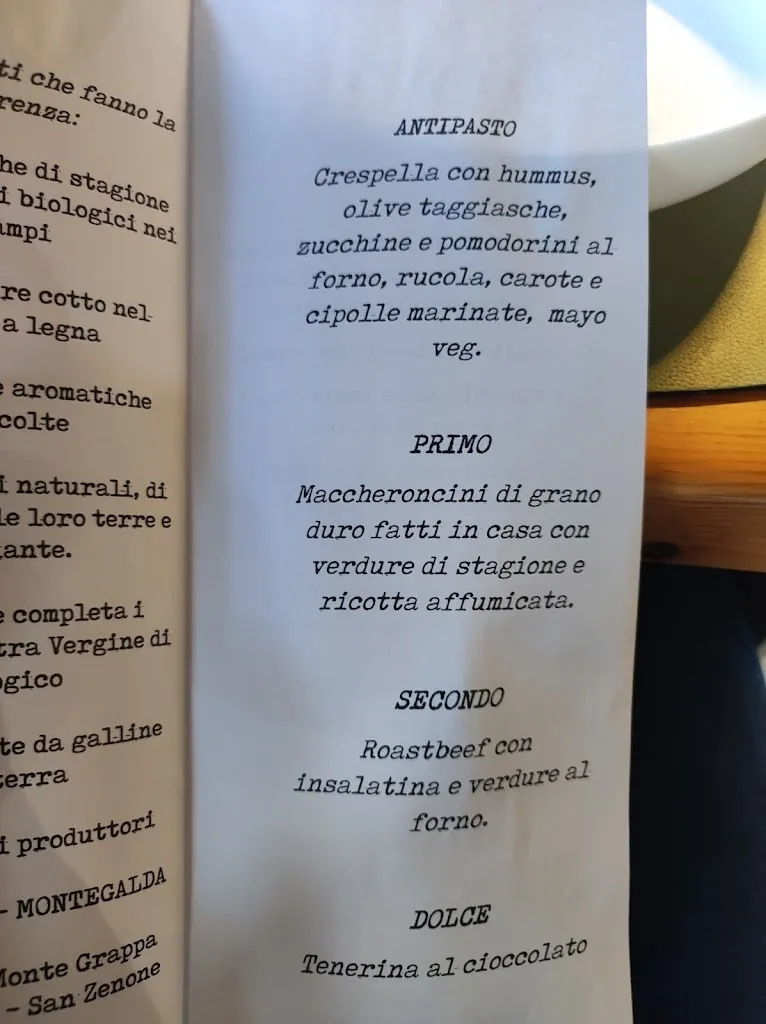 ti che fanno la
renza:
he di stagione
i biologici nei
ampi
re cotto nel
a legna
e aromatiche
colte
i naturali, di
le loro terre e
tante.
e completa i
tra Vergine di
ogico
te da galline
terra
i produttori
- MONTEGALDA
Monte Grappa
- San Zenone
ANTIPASTO
Crespella con hummus,
olive taggiasche,
zucchine e pomodorini al
forno, rucola, carote e
cipolle marinate, mayo
veg.
PRIMO
Maccheroncini di grano
duro fatti in casa con
verdure di stagione e
ricotta affumicata.
SECONDO
Roastbeef con
insalatina e verdure al
forno.
DOLCE
Tenerina al cioccolato